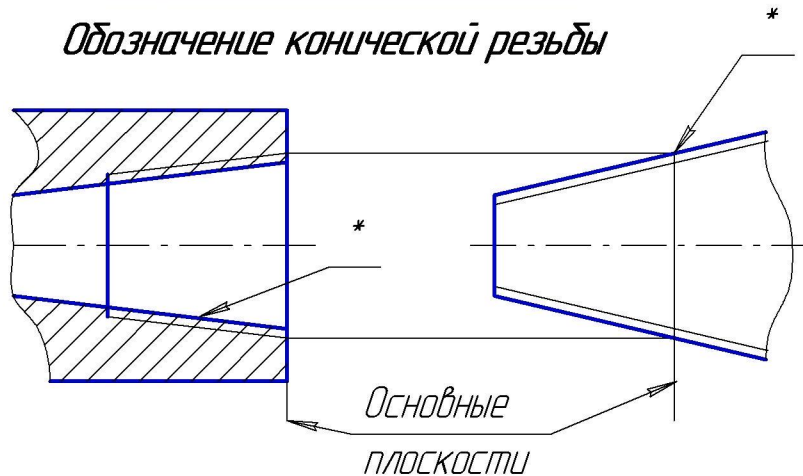 *
Обозначение конической резьбы
*
Основные
плоскости